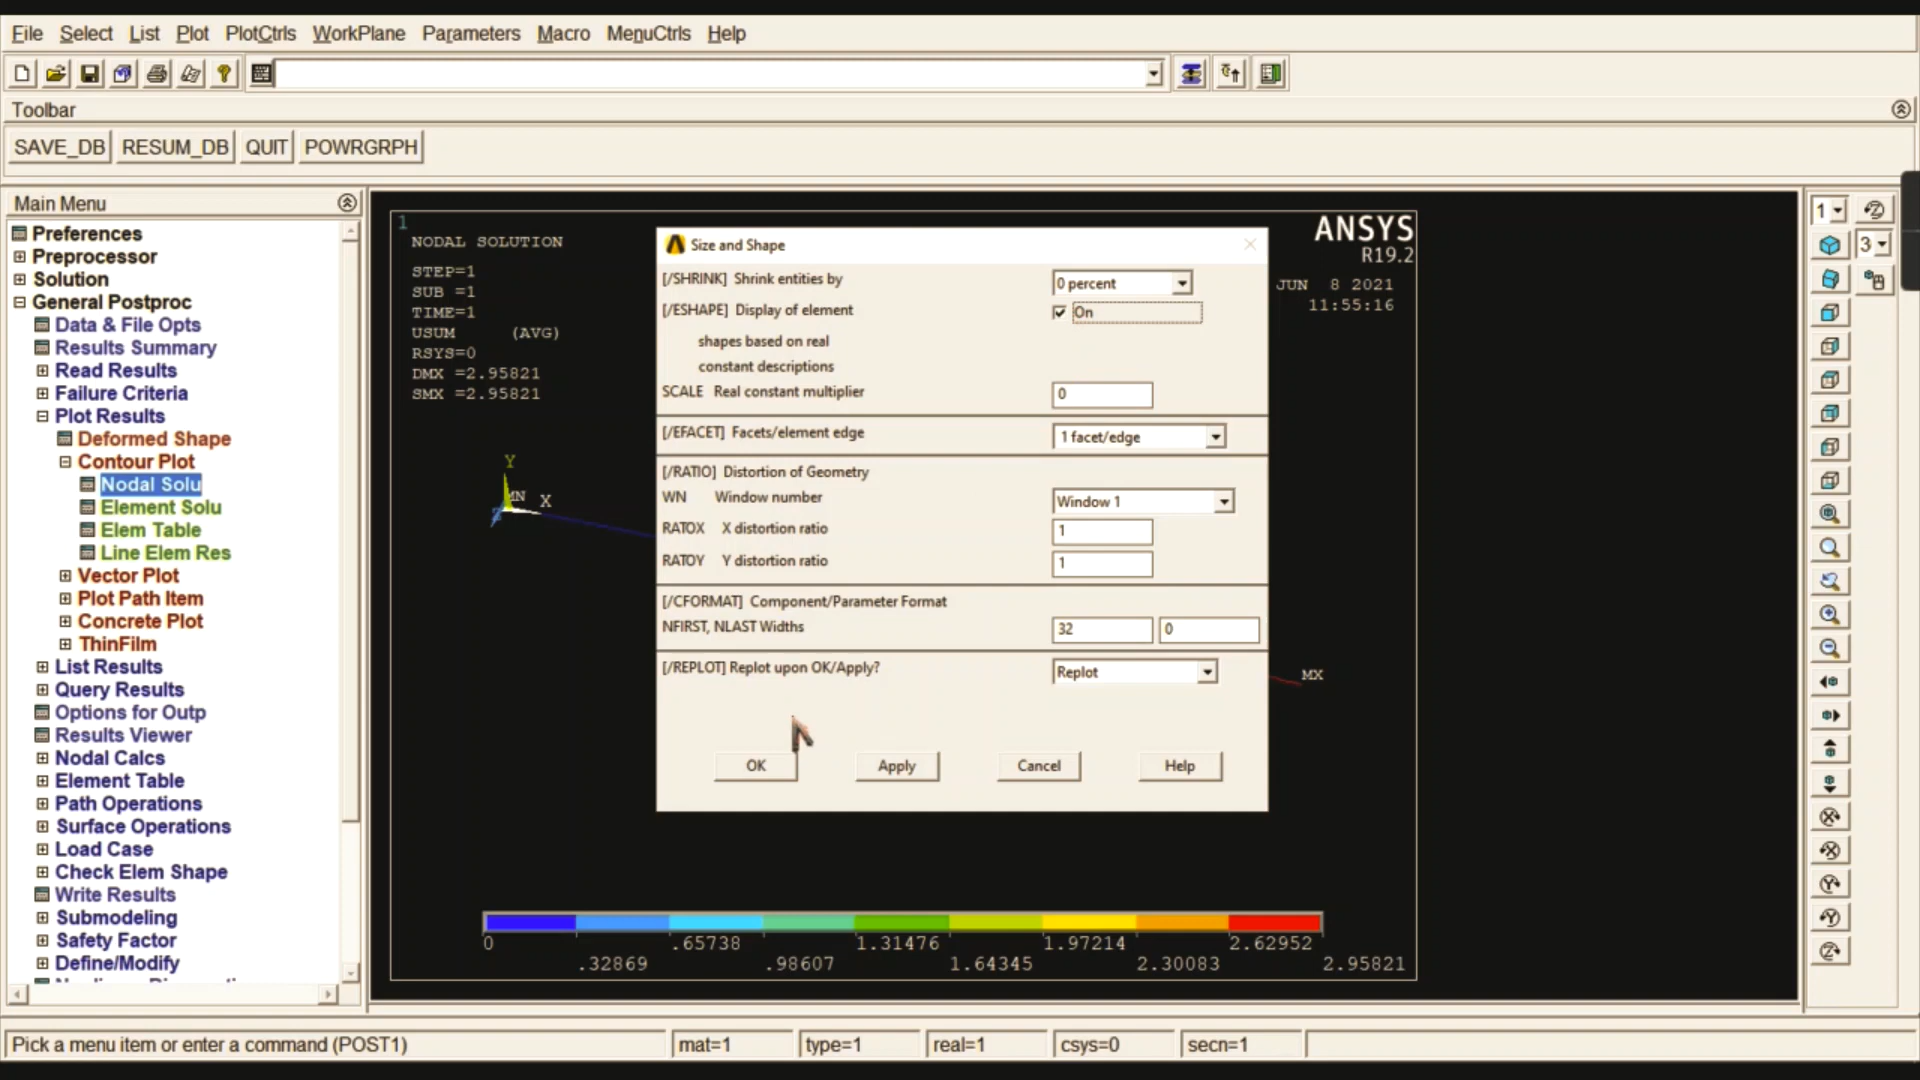 File Select List Plot PlotCtrls WorkPlane Parameters Macro MenuCtrls Help
Toolbar
SAVE_DB RESUM_DB QUIT POWRGRPH
Main Menu
Preferences
Preprocessor
Solution
General Postproc
Data & File Opts
Results Summary
Read Results
Failure Criteria
Plot Results
Deformed Shape
Contour Plot
Nodal Solu
Element Solu
Elem Table
Line Elem Res
Vector Plot
Plot Path Item
Concrete Plot
ThinFilm
List Results
Query Results
Options for Outp
Results Viewer
Nodal Calcs
Element Table
Path Operations
Surface Operations
Load Case
Check Elem Shape
Write Results
Submodeling
Safety Factor
Define/Modify
1
NODAL SOLUTION
STEP=1
SUB =1
TIME=1
USUM (AVG)
RSYS=0
DMX =2.95821
SMX =2.95821
Y
MN X
Z
ANSYS
R19.2
JUN 8 2021
11:55:16
MX
Size and Shape
[/SHRINK] Shrink entities by 0 percent
[/ESHAPE] Display of element On
shapes based on real
constant descriptions
SCALE Real constant multiplier 0
[/EFACET] Facets/element edge 1 facet/edge
[/RATIO] Distortion of Geometry
WN Window number Window 1
RATOX X distortion ratio 1
RATOY Y distortion ratio 1
[/CFORMAT] Component/Parameter Format
NFIRST, NLAST Widths 32 0
[/REPLOT] Replot upon OK/Apply? Replot
OK Apply Cancel Help
0 .65738 1.31476 1.97214 2.62952
.32869 .98607 1.64345 2.30083 2.95821
1
3
Pick a menu item or enter a command (POST1) mat=1 type=1 real=1 csys=0 secn=1